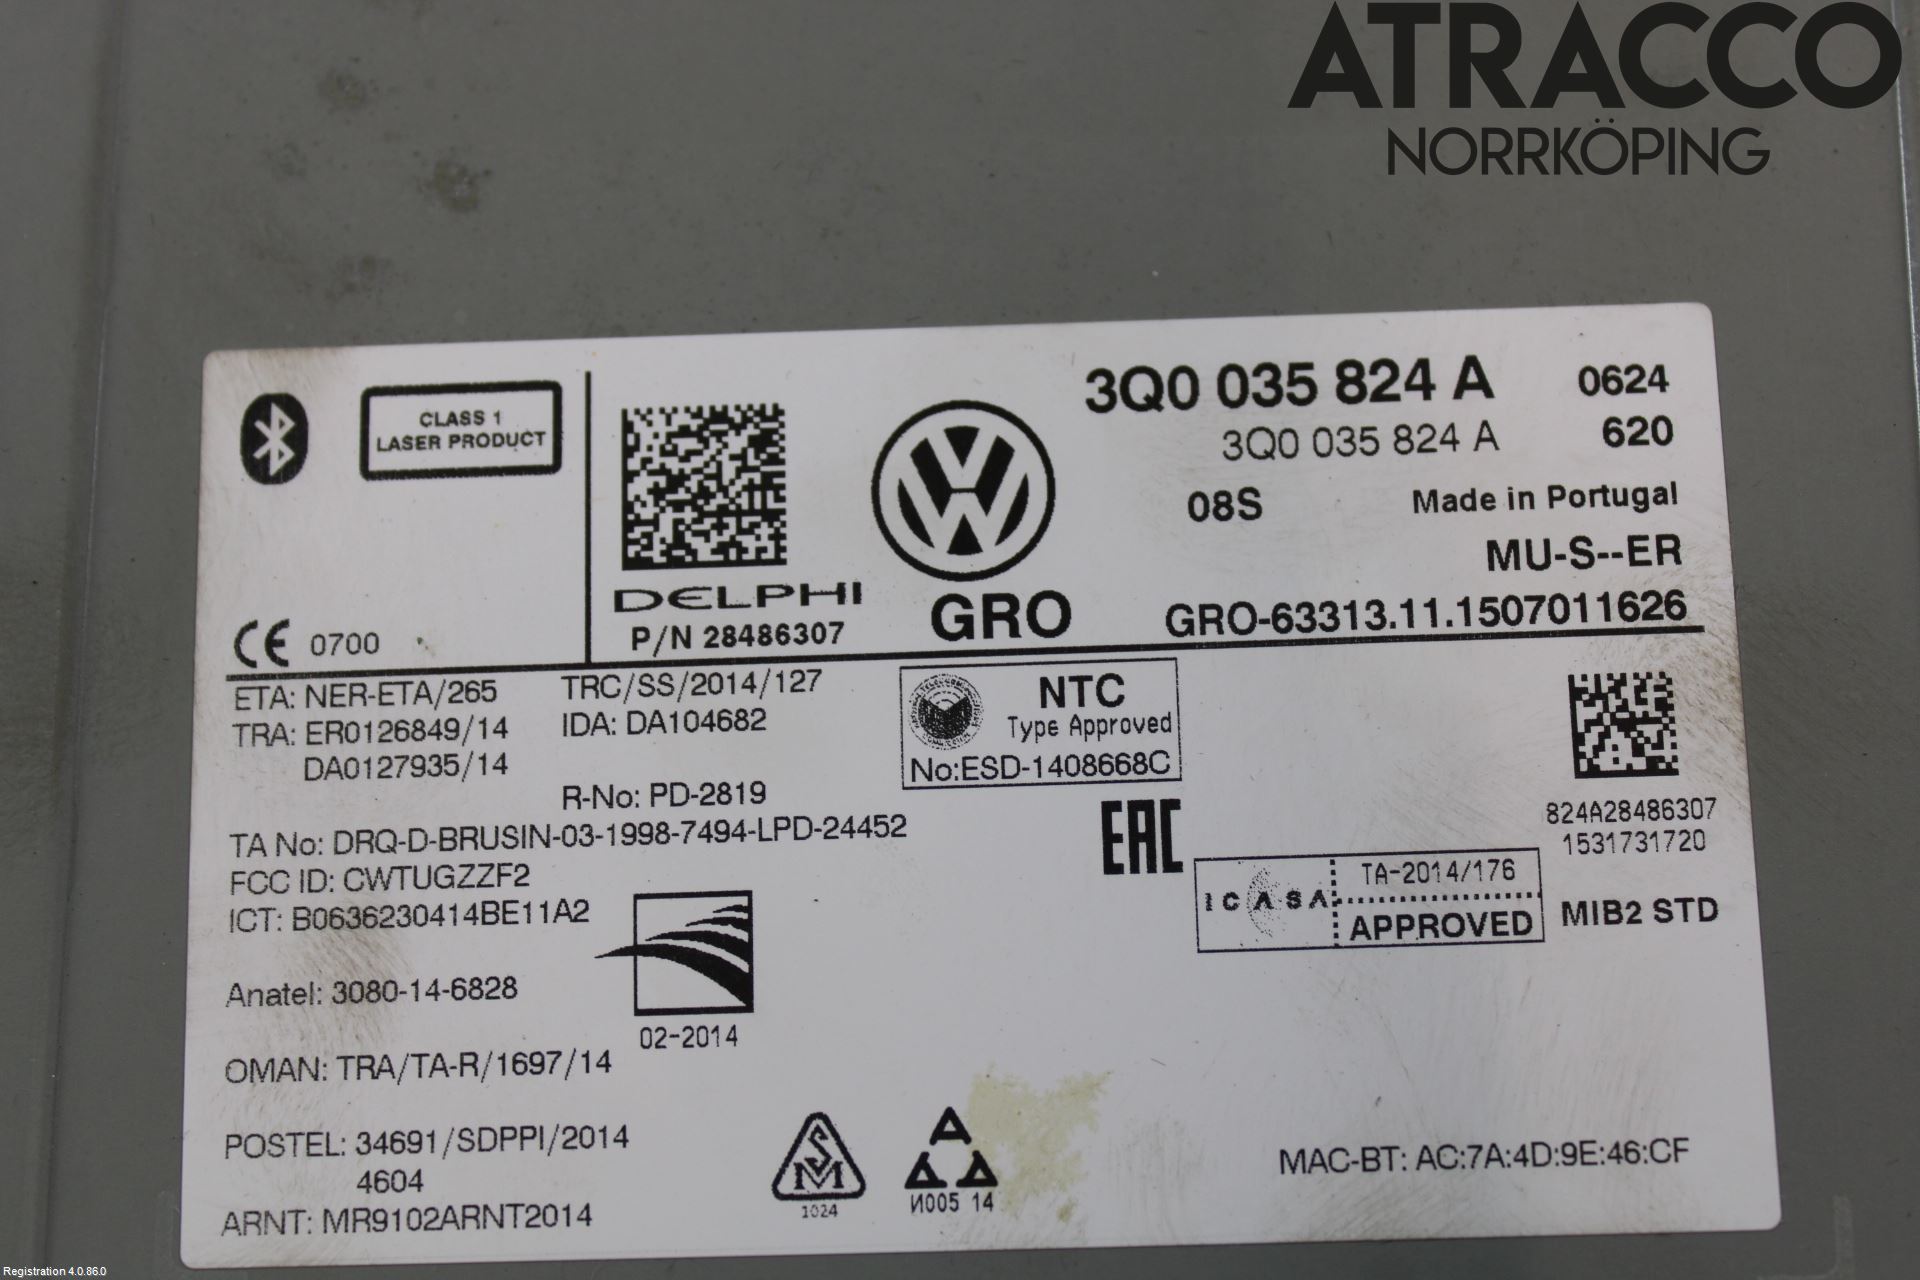 ATRACCO
NORRKÖPING
CLASS 1
LASER PRODUCT
3Q0 035 824 A 0624
3Q0 035 824 A 620
08S Made in Portugal
MU-S--ER
DELPHI
P/N 28486307
GRO
GRO-63313.11.1507011626
CE 0700
ETA: NER-ETA/265 TRC/SS/2014/127
TRA: ER0126849/14 IDA: DA104682
DA0127935/14
R-No: PD-2819
NTC
Type Approved
No:ESD-1408668C
TA No: DRQ-D-BRUSIN-03-1998-7494-LPD-24452
FCC ID: CWTUGZZF2
ICT: B0636230414BE11A2
EAC
824A28486307
1531731720
ICASA TA-2014/176
APPROVED
MIB2 STD
Anatel: 3080-14-6828
02-2014
OMAN: TRA/TA-R/1697/14
POSTEL: 34691/SDPPI/2014
4604
ARNT: MR9102ARNT2014
1024
И005 14
MAC-BT: AC:7A:4D:9E:46:CF
Registration 4.0.86.0